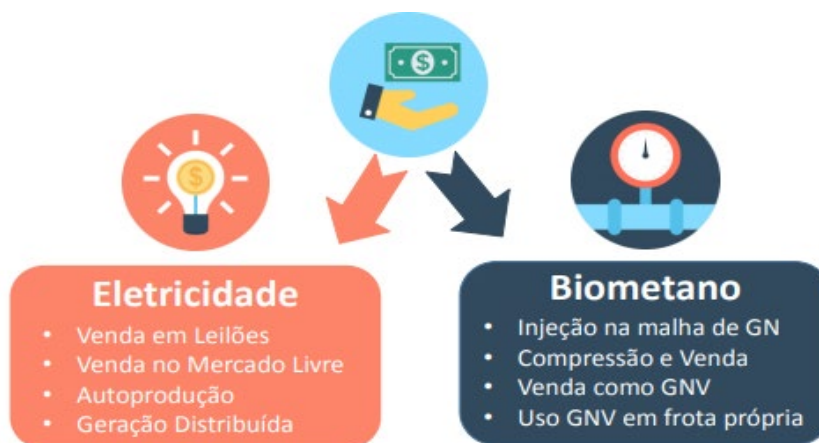 $
$
Eletricidade
• Venda em Leilões
• Venda no Mercado Livre
• Autoprodução
• Geração Distribuída
Biometano
• Injeção na malha de GN
• Compressão e Venda
• Venda como GNV
• Uso GNV em frota própria